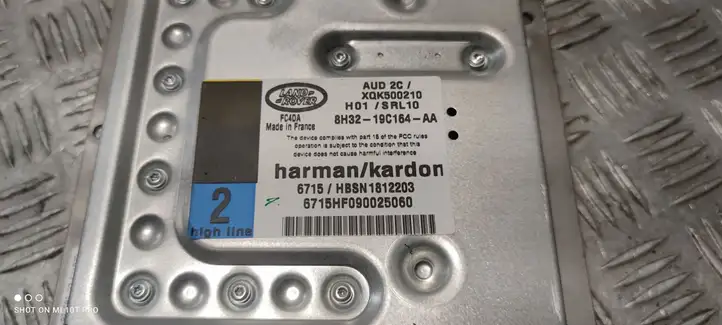 LAND
ROVER
FC4DA
Made in France
AUD 2C /
XQK500210
H01 / SRL10
8H32-19C164-AA
The device complies with part 15 of the FCC rules
operation is subject to the condition that this
device does not cause harmful interference
harman/kardon
6715 / HBSN1812203
6715HF090025060
2
high line
SHOT ON MI 10T PRO